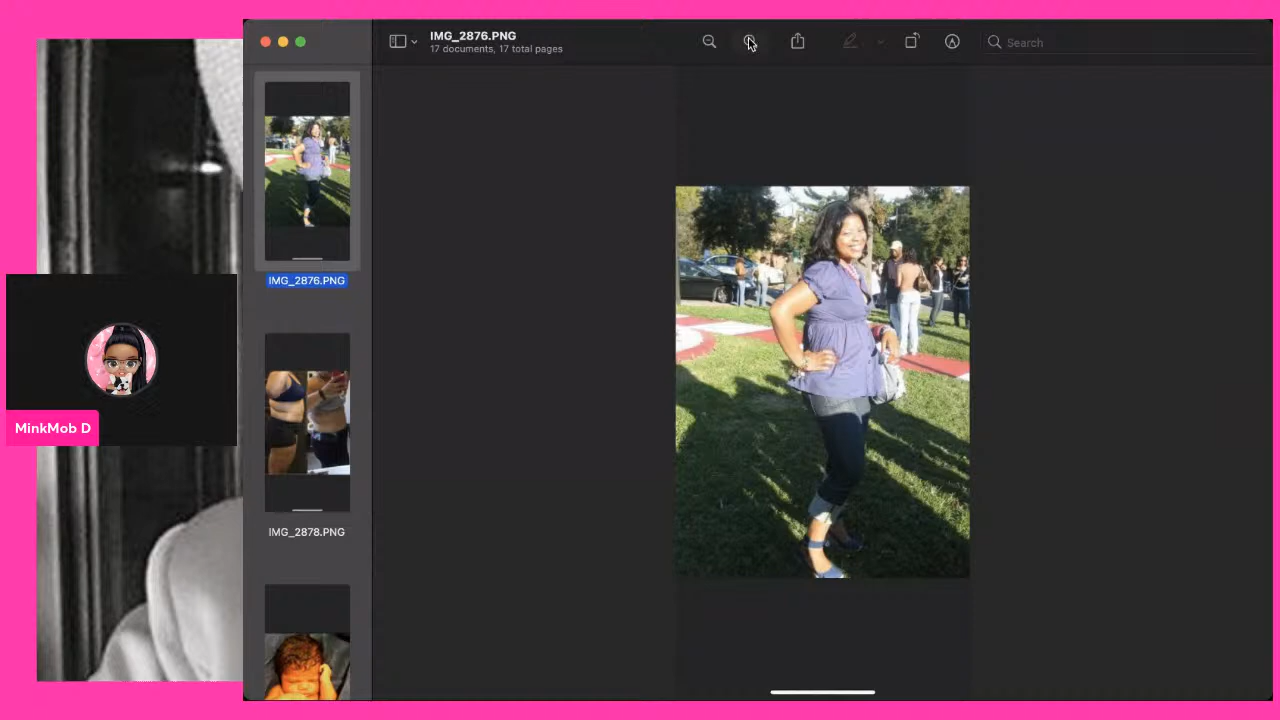 IMG_2876.PNG
17 documents, 17 total pages
Search
IMG_2876.PNG
MinkMob D
IMG_2878.PNG